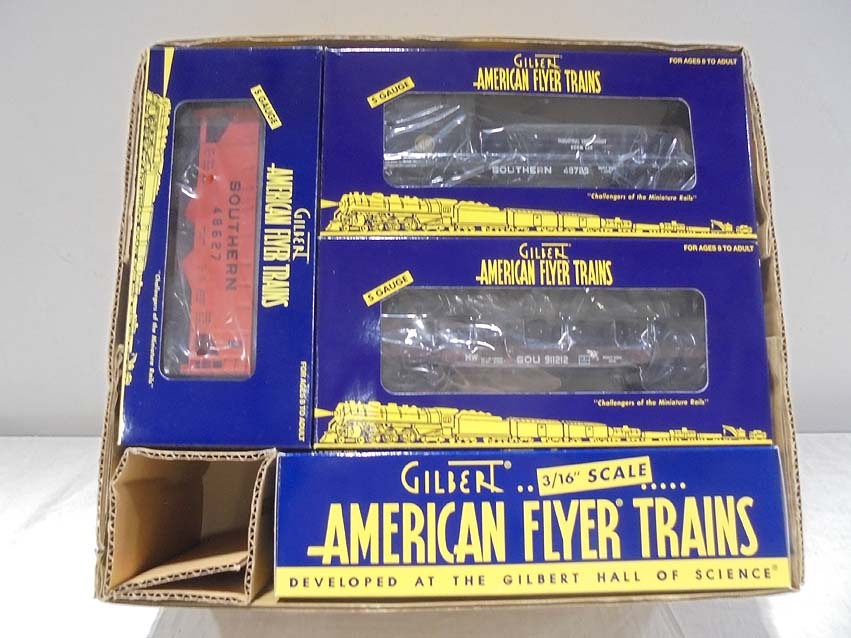 S GAUGE
GILBERT
AMERICAN FLYER TRAINS
SOUTHERN
48627
"Challengers of the Miniature Rails"
FOR AGES 8 TO ADULT
GILBERT
AMERICAN FLYER TRAINS
FOR AGES 8 TO ADULT
S GAUGE
SOUTHERN
"Challengers of the Miniature Rails"
GILBERT
AMERICAN FLYER TRAINS
FOR AGES 8 TO ADULT
S GAUGE
MW SOU 911212
"Challengers of the Miniature Rails"
GILBERT® .. 3/16" SCALE .....
AMERICAN FLYER® TRAINS
DEVELOPED AT THE GILBERT HALL OF SCIENCE®